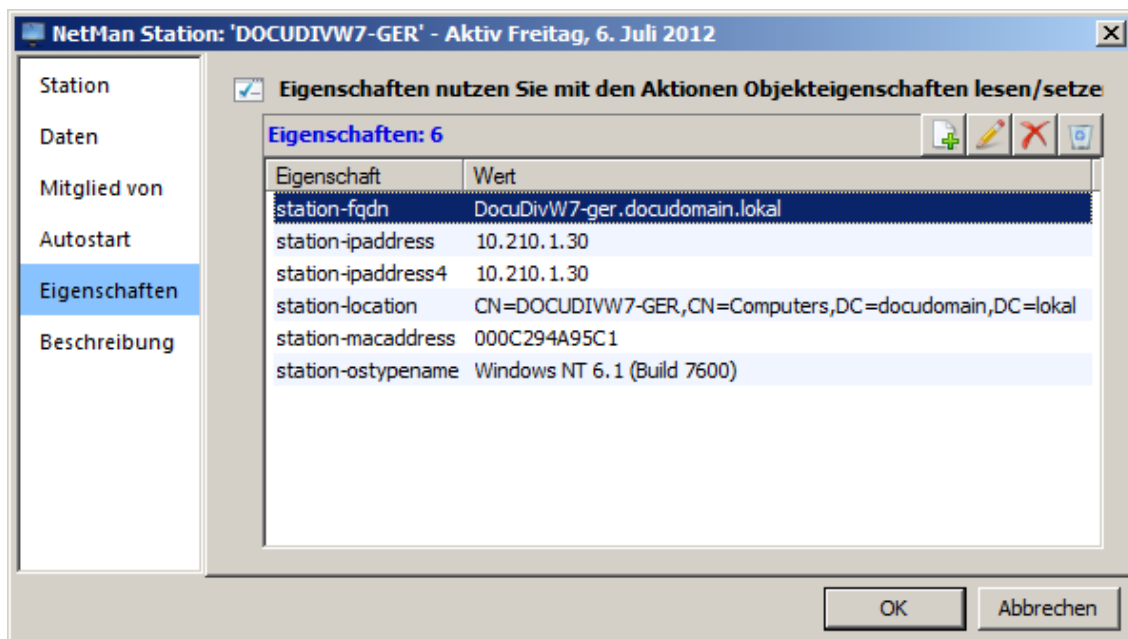 NetMan Station: 'DOCUDIVW7-GER' - Aktiv Freitag, 6. Juli 2012
Station
Daten
Mitglied von
Autostart
Eigenschaften
Beschreibung
Eigenschaften nutzen Sie mit den Aktionen Objekteigenschaften lesen/setze
Eigenschaften: 6
Eigenschaft Wert
station-fqdn DocuDivW7-ger.docudomain.lokal
station-ipaddress 10.210.1.30
station-ipaddress4 10.210.1.30
station-location CN=DOCUDIVW7-GER,CN=Computers,DC=docudomain,DC=lokal
station-macaddress 000C294A95C1
station-ostypename Windows NT 6.1 (Build 7600)
OK Abbrechen